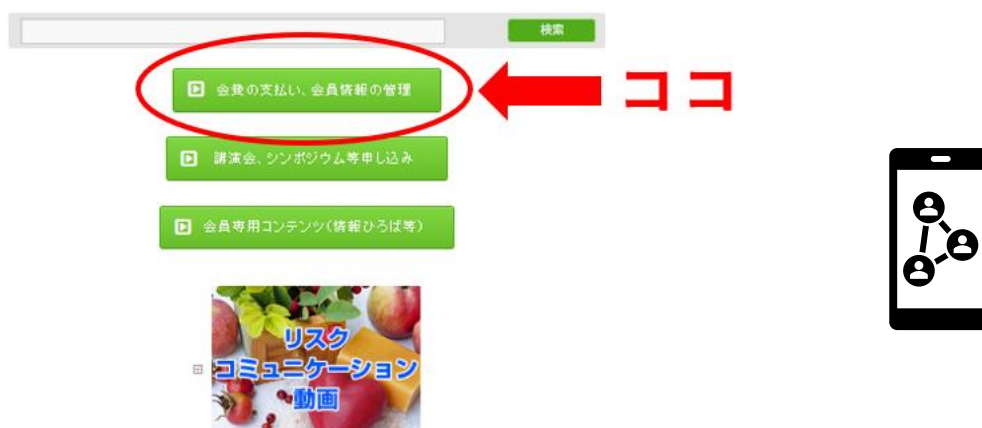 検索
会費の支払い、会員情報の管理
ココ
講演会、シンポジウム等申し込み
会員専用コンテンツ(情報ひろば等)
リスク
コミュニケーション
動画